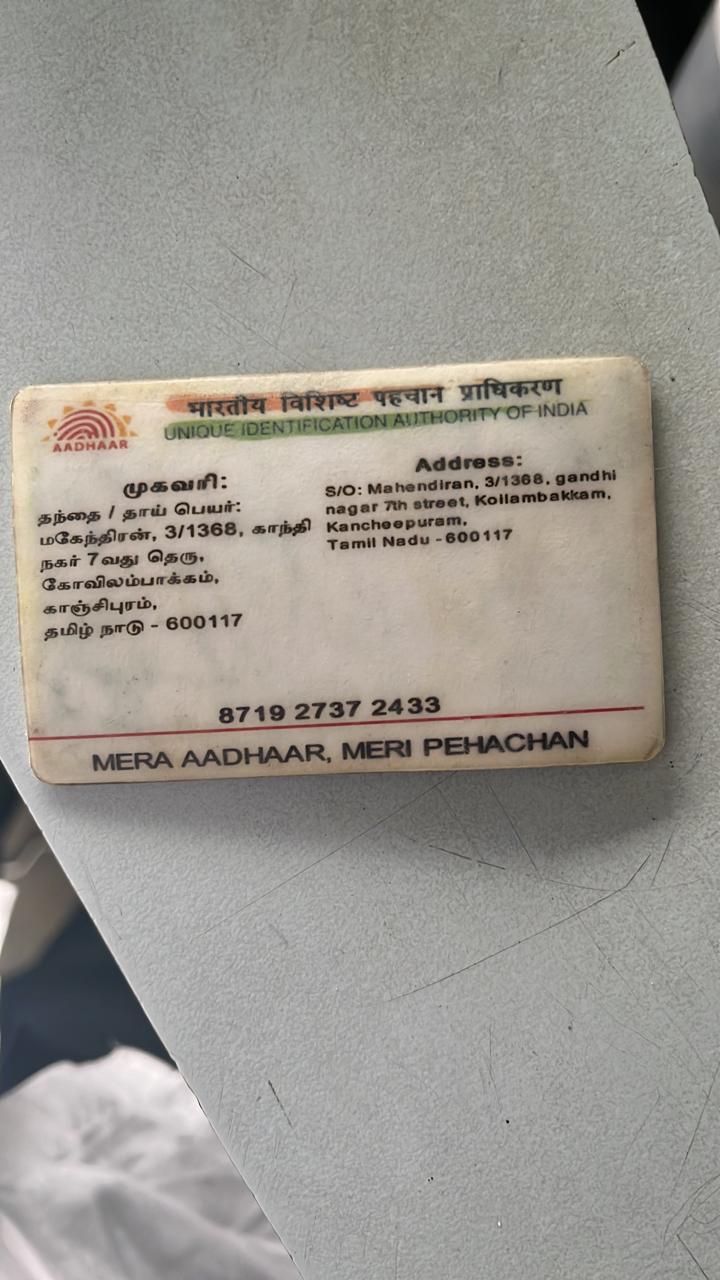 भारतीय विशिष्ट पहचान प्राधिकरण
UNIQUE IDENTIFICATION AUTHORITY OF INDIA
AADHAAR
முகவரி:
தந்தை / தாய் பெயர்:
மகேந்திரன், 3/1368, காந்தி
நகர் 7வது தெரு,
கோவிலம்பாக்கம்,
காஞ்சிபுரம்,
தமிழ் நாடு - 600117
Address:
S/O: Mahendiran, 3/1368, gandhi
nagar 7th street, Kollambakkam,
Kancheepuram,
Tamil Nadu - 600117
8719 2737 2433
MERA AADHAAR, MERI PEHACHAN